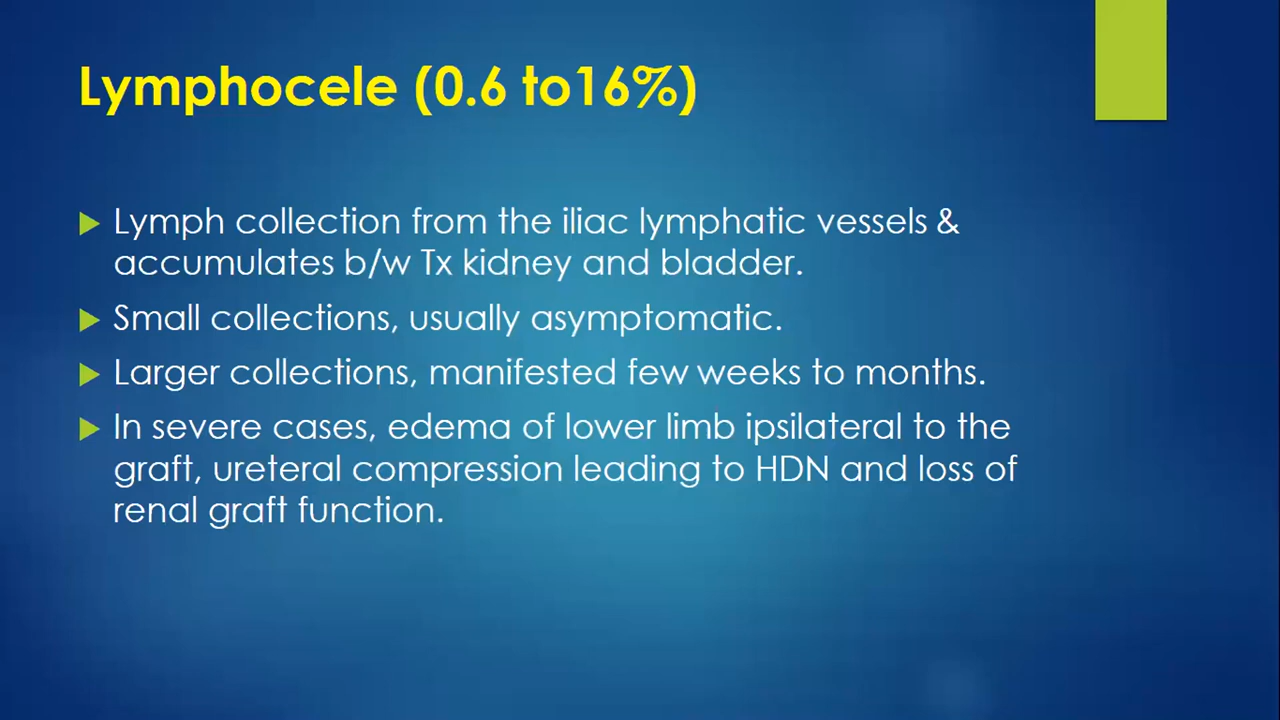 Lymphocele (0.6 to16%)
Lymph collection from the iliac lymphatic vessels &
accumulates b/w Tx kidney and bladder.
Small collections, usually asymptomatic.
Larger collections, manifested few weeks to months.
In severe cases, edema of lower limb ipsilateral to the
graft, ureteral compression leading to HDN and loss of
renal graft function.